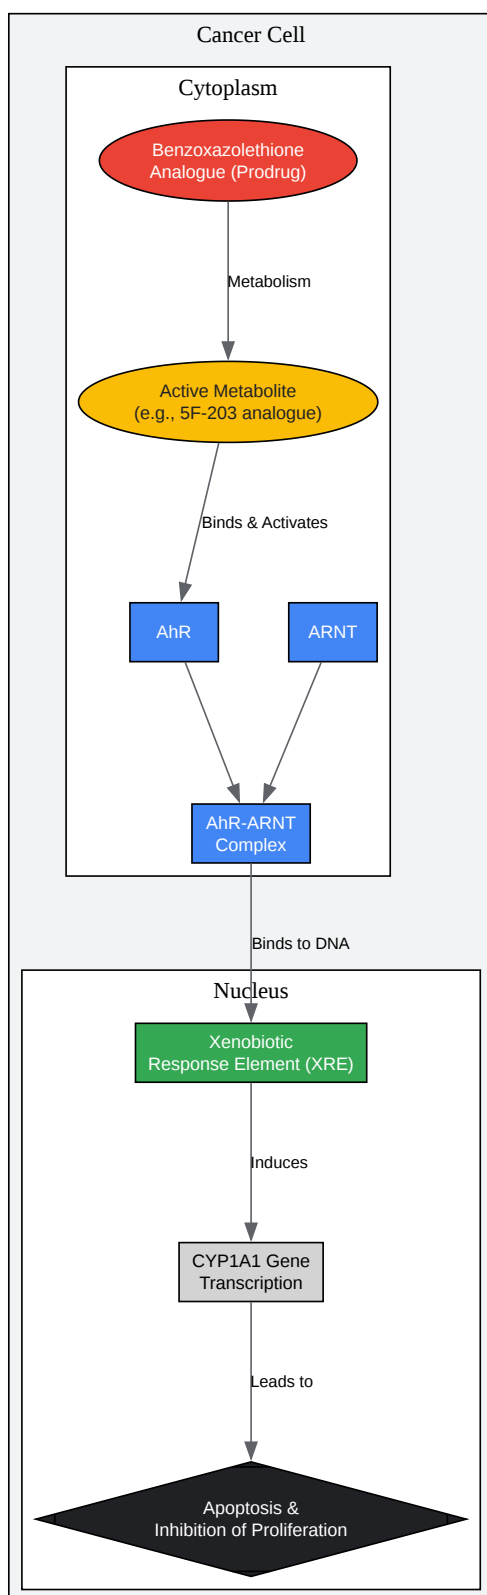 Cancer Cell
Cytoplasm
Benzoxazolethione
Analogue (Prodrug)
Metabolism
Active Metabolite
(e.g., 5F-203 analogue)
Binds & Activates
AhR
ARNT
AhR-ARNT
Complex
Binds to DNA
Nucleus
Xenobiotic
Response Element (XRE)
Induces
CYP1A1 Gene
Transcription
Leads to
Apoptosis &
Inhibition of Proliferation